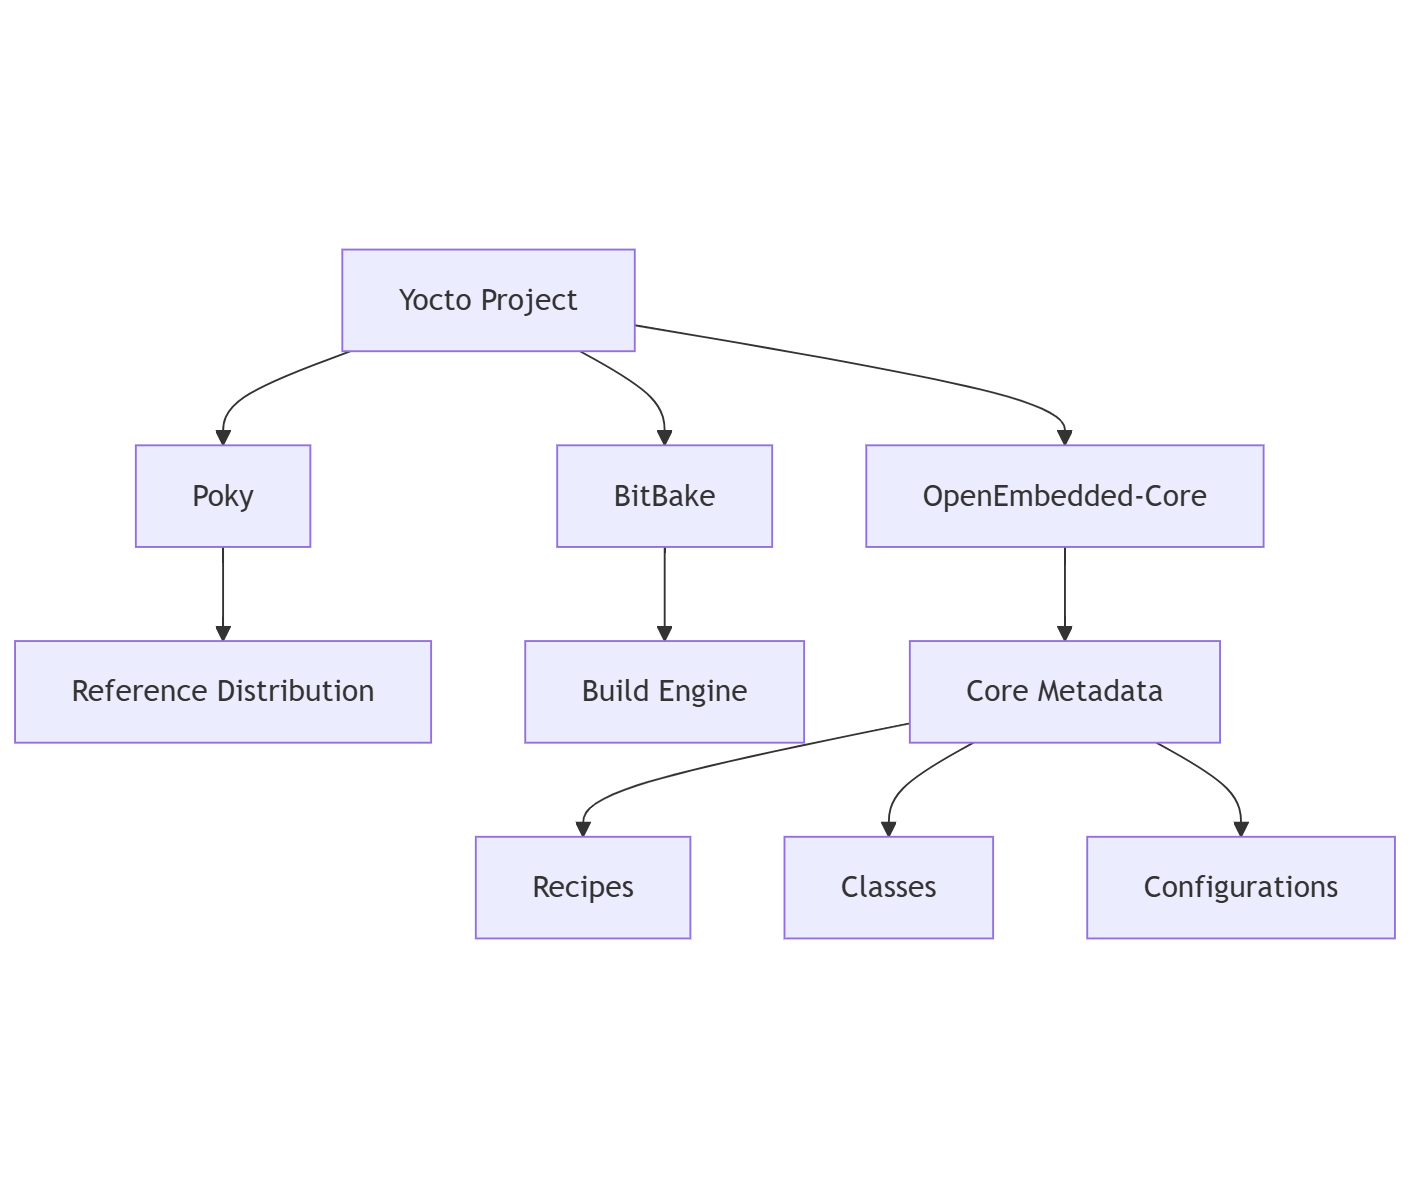 Yocto Project
Poky
BitBake
OpenEmbedded-Core
Reference Distribution
Build Engine
Core Metadata
Recipes
Classes
Configurations